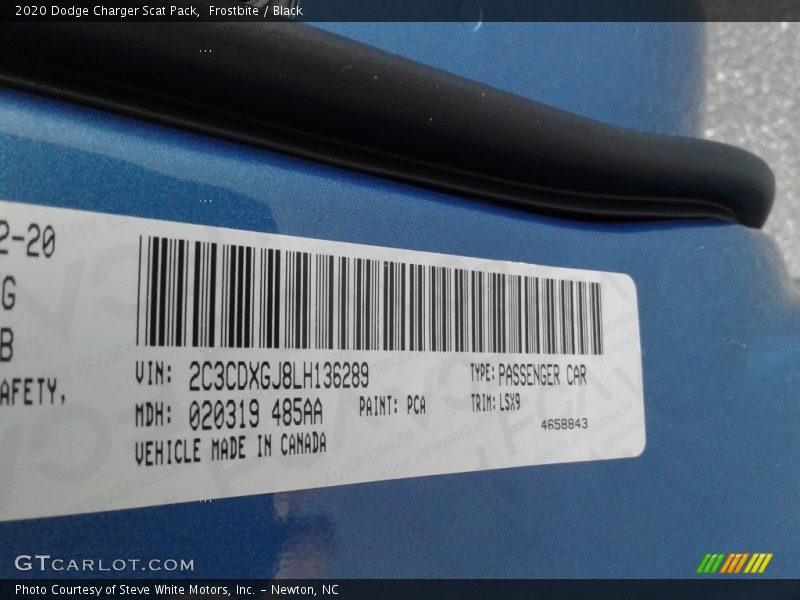 2020 Dodge Charger Scat Pack, Frostbite / Black
2-20
G
B
AFETY,
VIN: 2C3CDXGJ8LH136289
TYPE: PASSENGER CAR
MDH: 020319 485AA
PAINT: PCA
TRIM: LSX9
VEHICLE MADE IN CANADA
4658843
GTCARLOT.COM
Photo Courtesy of Steve White Motors, Inc. - Newton, NC